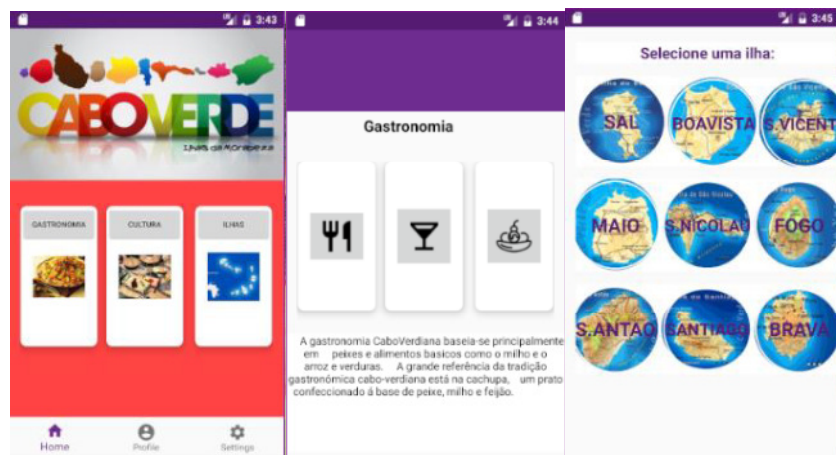 3:43
CABOVERDE
Ilhas da Morabeza
GASTRONOMIA
CULTURA
ILHAS
Home
Profile
Settings
3:44
Gastronomia
A gastronomia CaboVerdiana baseia-se principalmente
em peixes e alimentos basicos como o milho e o
arroz e verduras. A grande referência da tradição
gastronómica cabo-verdiana está na cachupa, um prato
confeccionado á base de peixe, milho e feijão.
3:45
Selecione uma ilha:
SAL
BOAVISTA
S.VICENT
MAIO
S.NICOLAU
FOGO
S.ANTAO
SANTIAGO
BRAVA